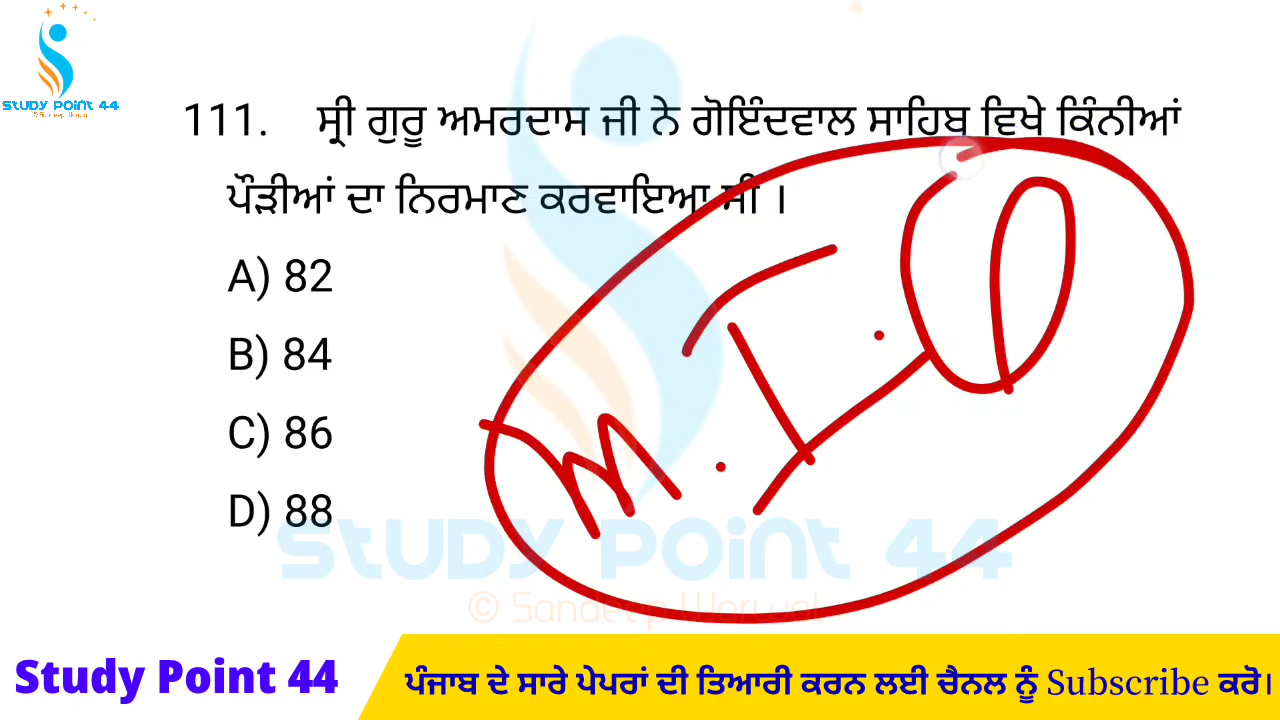 STUDY POINT 44
111. ਸ੍ਰੀ ਗੁਰੂ ਅਮਰਦਾਸ ਜੀ ਨੇ ਗੋਇੰਦਵਾਲ ਸਾਹਿਬ ਵਿਖੇ ਕਿੰਨੀਆਂ
ਪੌੜੀਆਂ ਦਾ ਨਿਰਮਾਣ ਕਰਵਾਇਆ ਸੀ ।
A) 82
B) 84
C) 86
D) 88
M. I.
STUDY POINT 44
© Sandeep
Study Point 44
ਪੰਜਾਬ ਦੇ ਸਾਰੇ ਪੇਪਰਾਂ ਦੀ ਤਿਆਰੀ ਕਰਨ ਲਈ ਚੈਨਲ ਨੂੰ Subscribe ਕਰੋ।